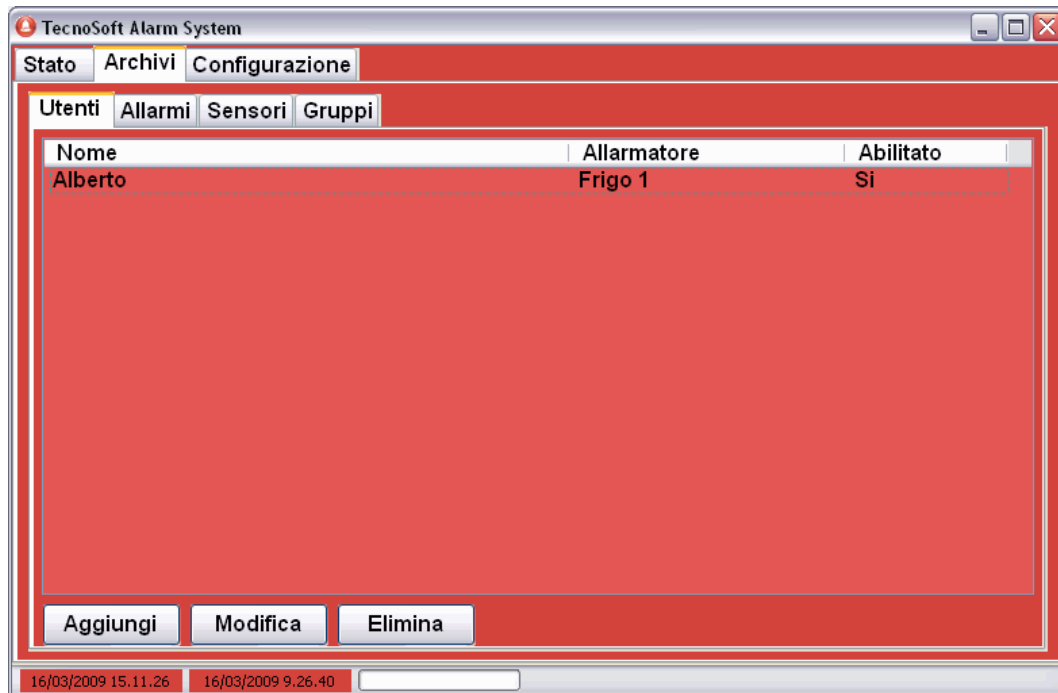 TecnoSoft Alarm System
Stato Archivi Configurazione
Utenti Allarmi Sensori Gruppi
Nome Allarmatore Abilitato
Alberto Frigo 1 Si
Aggiungi Modifica Elimina
16/03/2009 15.11.26 16/03/2009 9.26.40